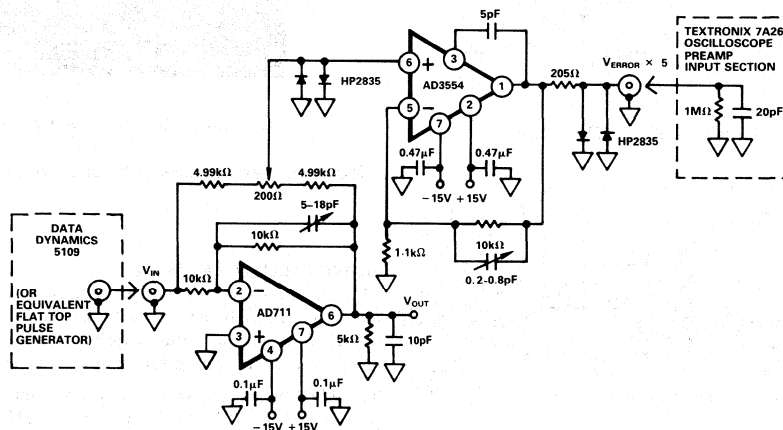 5pF
TEXTRONIX 7A26
OSCILLOSCOPE
PREAMP
INPUT SECTION
HP2835
6
+
3
AD3554
1
5
−
2
7
205Ω
VERROR × 5
1MΩ
20pF
HP2835
0.47µF
0.47µF
−15V +15V
4.99kΩ
4.99kΩ
200Ω
5–18pF
10kΩ
1.1kΩ
10kΩ
0.2-0.8pF
DATA
DYNAMICS
5109
(OR
EQUIVALENT
FLAT TOP
PULSE
GENERATOR)
VIN
10kΩ
2
−
AD711
6
3
+
7
4
VOUT
5kΩ
10pF
0.1µF
0.1µF
−15V +15V